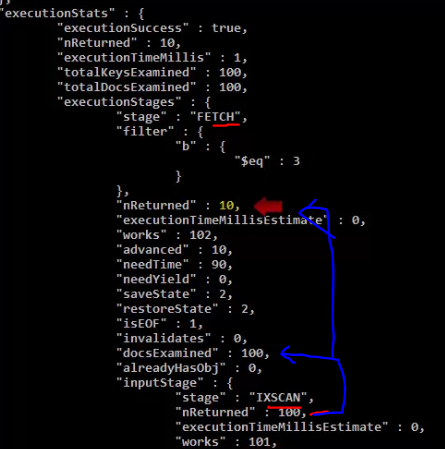 "executionStats" : {
"executionSuccess" : true,
"nReturned" : 10,
"executionTimeMillis" : 1,
"totalKeysExamined" : 100,
"totalDocsExamined" : 100,
"executionStages" : {
"stage" : "FETCH",
"filter" : {
"b" : {
"$eq" : 3
}
},
"nReturned" : 10,
"executionTimeMillisEstimate" : 0,
"works" : 102,
"advanced" : 10,
"needTime" : 90,
"needYield" : 0,
"saveState" : 2,
"restoreState" : 2,
"isEOF" : 1,
"invalidates" : 0,
"docsExamined" : 100,
"alreadyHasObj" : 0,
"inputStage" : {
"stage" : "IXSCAN",
"nReturned" : 100,
"executionTimeMillisEstimate" : 0,
"works" : 101,